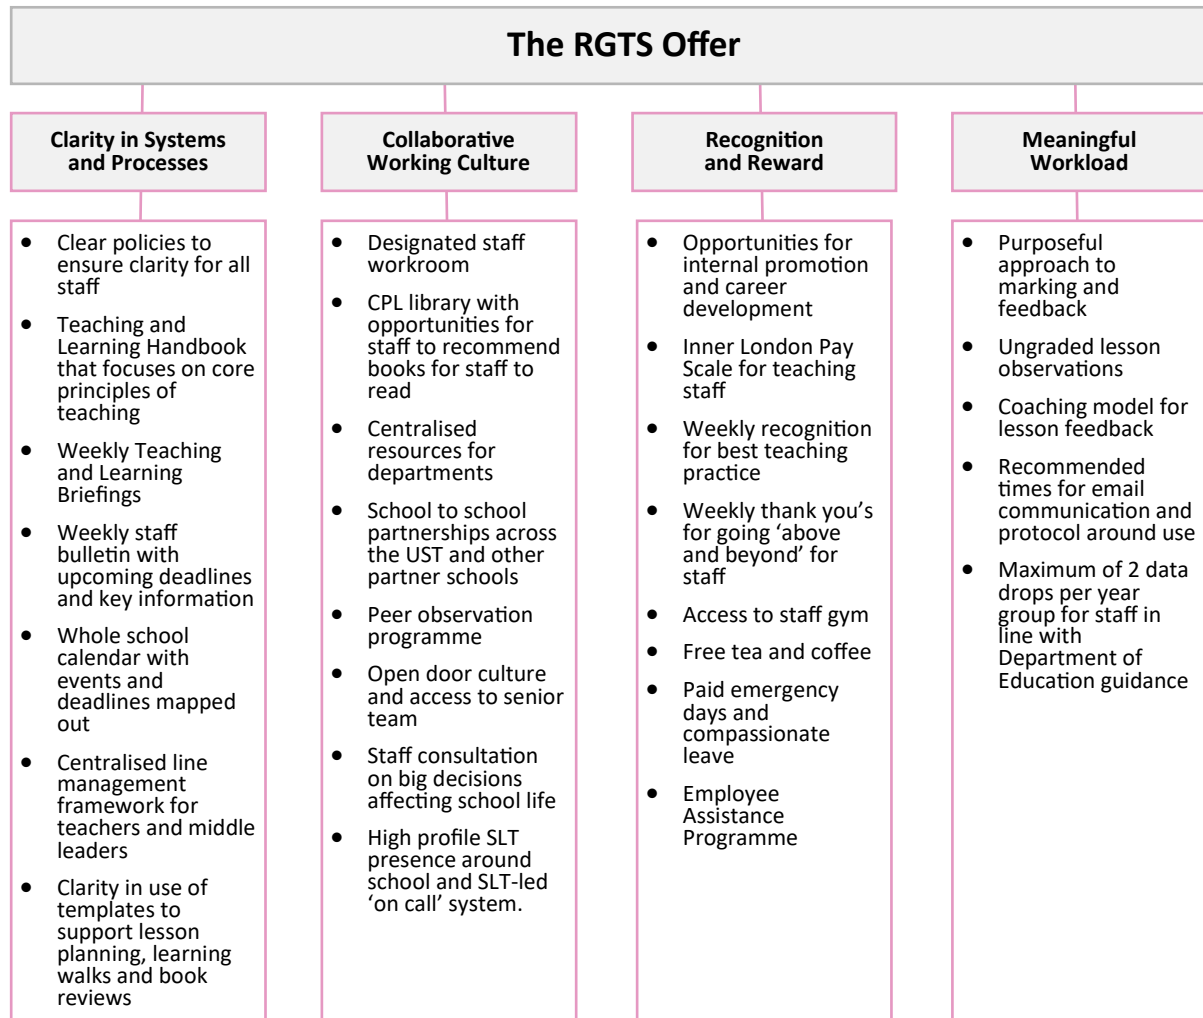 The RGTS Offer
Clarity in Systems
and Processes
• Clear policies to
ensure clarity for all
staff
• Teaching and
Learning Handbook
that focuses on core
principles of
teaching
• Weekly Teaching
and Learning
Briefings
• Weekly staff
bulletin with
upcoming deadlines
and key information
• Whole school
calendar with
events and
deadlines mapped
out
• Centralised line
management
framework for
teachers and middle
leaders
• Clarity in use of
templates to
support lesson
planning, learning
walks and book
reviews
Collaborative
Working Culture
• Designated staff
workroom
• CPL library with
opportunities for
staff to recommend
books for staff to
read
• Centralised
resources for
departments
• School to school
partnerships across
the UST and other
partner schools
• Peer observation
programme
• Open door culture
and access to senior
team
• Staff consultation
on big decisions
affecting school life
• High profile SLT
presence around
school and SLT-led
‘on call’ system.
Recognition
and Reward
• Opportunities for
internal promotion
and career
development
• Inner London Pay
Scale for teaching
staff
• Weekly recognition
for best teaching
practice
• Weekly thank you’s
for going ‘above
and beyond’ for
staff
• Access to staff gym
• Free tea and coffee
• Paid emergency
days and
compassionate
leave
• Employee
Assistance
Programme
Meaningful
Workload
• Purposeful
approach to
marking and
feedback
• Ungraded lesson
observations
• Coaching model for
lesson feedback
• Recommended
times for email
communication and
protocol around use
• Maximum of 2 data
drops per year
group for staff in
line with
Department of
Education guidance